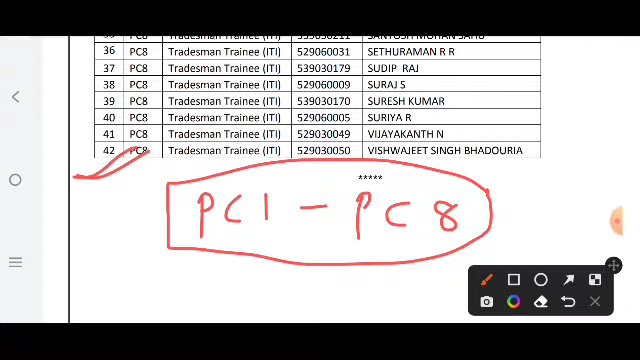 36 PC8 Tradesman Trainee (ITI) 529060031 SETHURAMAN R R
37 PC8 Tradesman Trainee (ITI) 539030179 SUDIP RAJ
38 PC8 Tradesman Trainee (ITI) 529060009 SURAJ S
39 PC8 Tradesman Trainee (ITI) 539030170 SURESH KUMAR
40 PC8 Tradesman Trainee (ITI) 529060005 SURIYA R
41 PC8 Tradesman Trainee (ITI) 529030049 VIJAYAKANTH N
42 PC8 Tradesman Trainee (ITI) 529030050 VISHWAJEET SINGH BHADOURIA
*****
PC1 - PC8